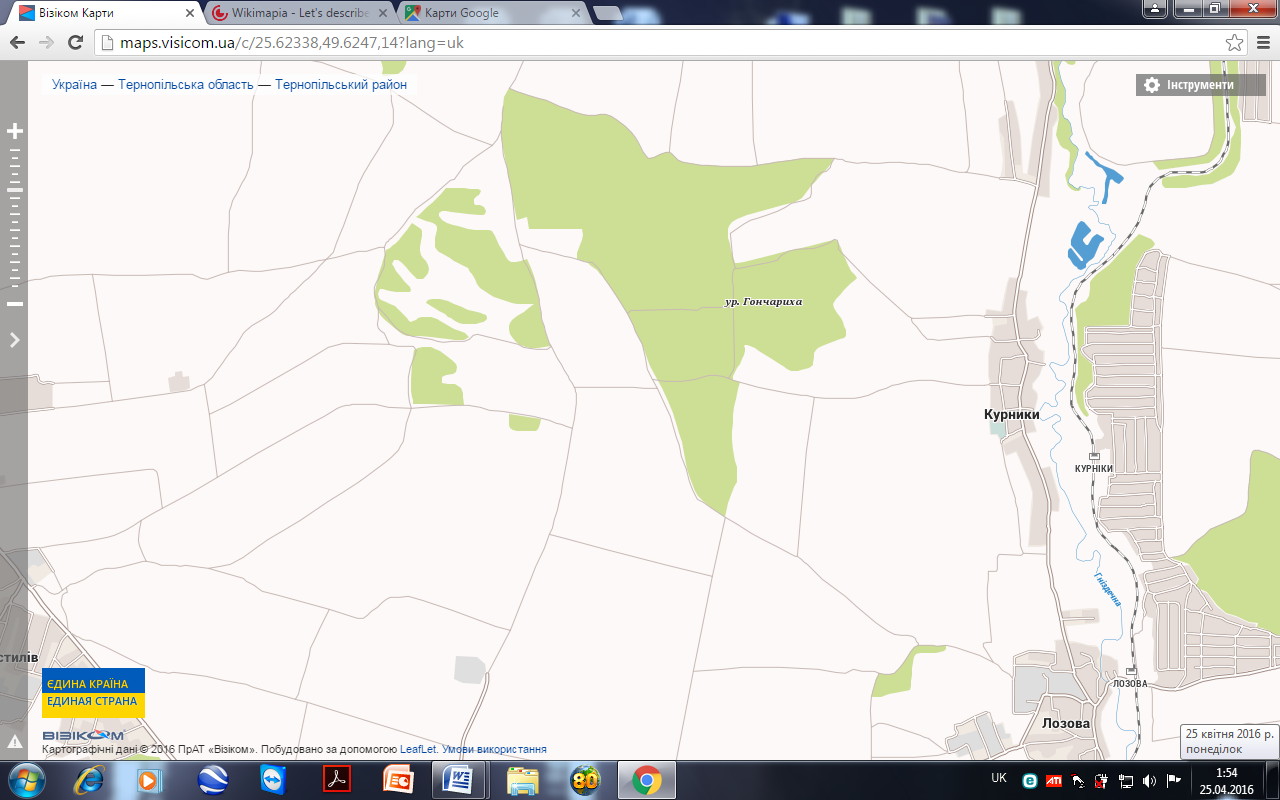 Візіком Карти
Wikimapia - Let's describe
Карти Google
maps.visicom.ua/c/25.62338,49.6247,14?lang=uk
Україна — Тернопільська область — Тернопільський район
Інструменти
ур. Гончариха
Курники
КУРНІКИ
Гніздечна
стилів
ЄДИНА КРАЇНА
ЕДИНАЯ СТРАНА
ЛОЗОВА
Лозова
ВІЗІКОМ
Картографічні дані © 2016 ПрАТ «Візіком». Побудовано за допомогою LeafLet. Умови використання
25 квітня 2016 р.
понеділок
80
UK
ATI
1:54
25.04.2016